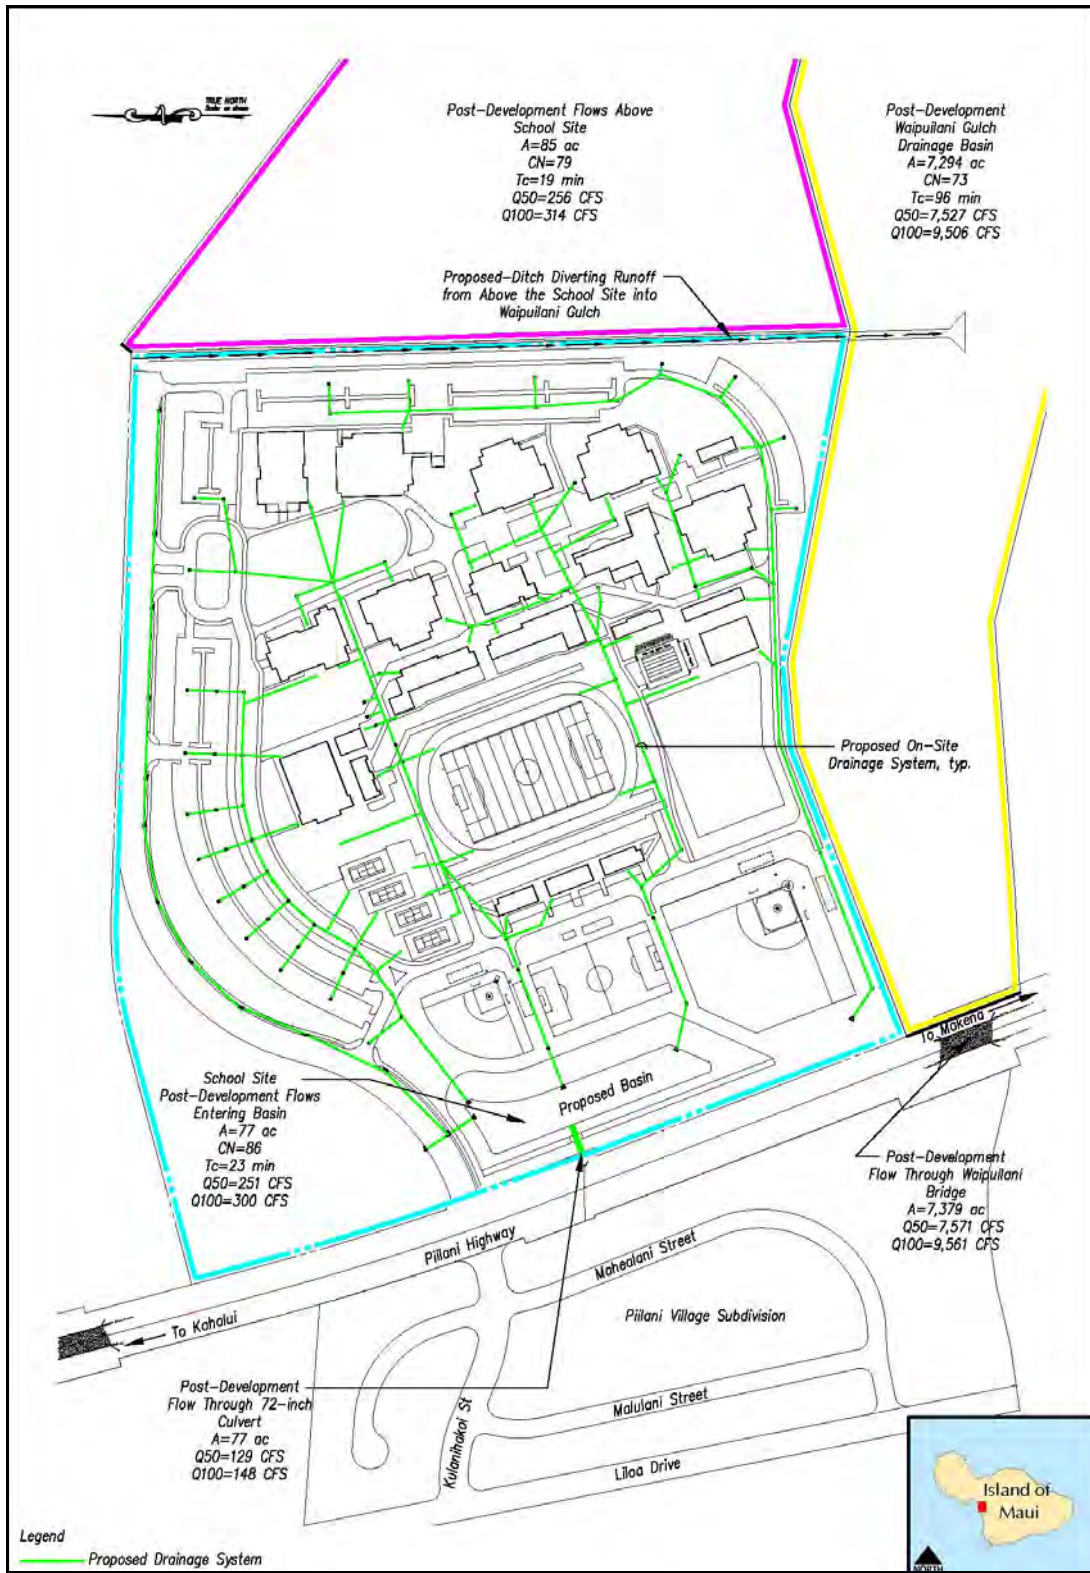 TRUE NORTH
Scale: as shown
Post-Development Flows Above
School Site
A=85 ac
CN=79
Tc=19 min
Q50=256 CFS
Q100=314 CFS
Post-Development
Waipuilani Gulch
Drainage Basin
A=7,294 ac
CN=73
Tc=96 min
Q50=7,527 CFS
Q100=9,506 CFS
Proposed-Ditch Diverting Runoff
from Above the School Site into
Waipuilani Gulch
Proposed On-Site
Drainage System, typ.
To Makena
Proposed Basin
School Site
Post-Development Flows
Entering Basin
A=77 ac
CN=86
Tc=23 min
Q50=251 CFS
Q100=300 CFS
Post-Development
Flow Through Waipuilani
Bridge
A=7,379 ac
Q50=7,571 CFS
Q100=9,561 CFS
Piilani Highway
Mahealani Street
Piilani Village Subdivision
To Kahului
Post-Development
Flow Through 72-inch
Culvert
A=77 ac
Q50=129 CFS
Q100=148 CFS
Kulanihakoi St
Malulani Street
Liloa Drive
Island of
Maui
NORTH
Legend
Proposed Drainage System